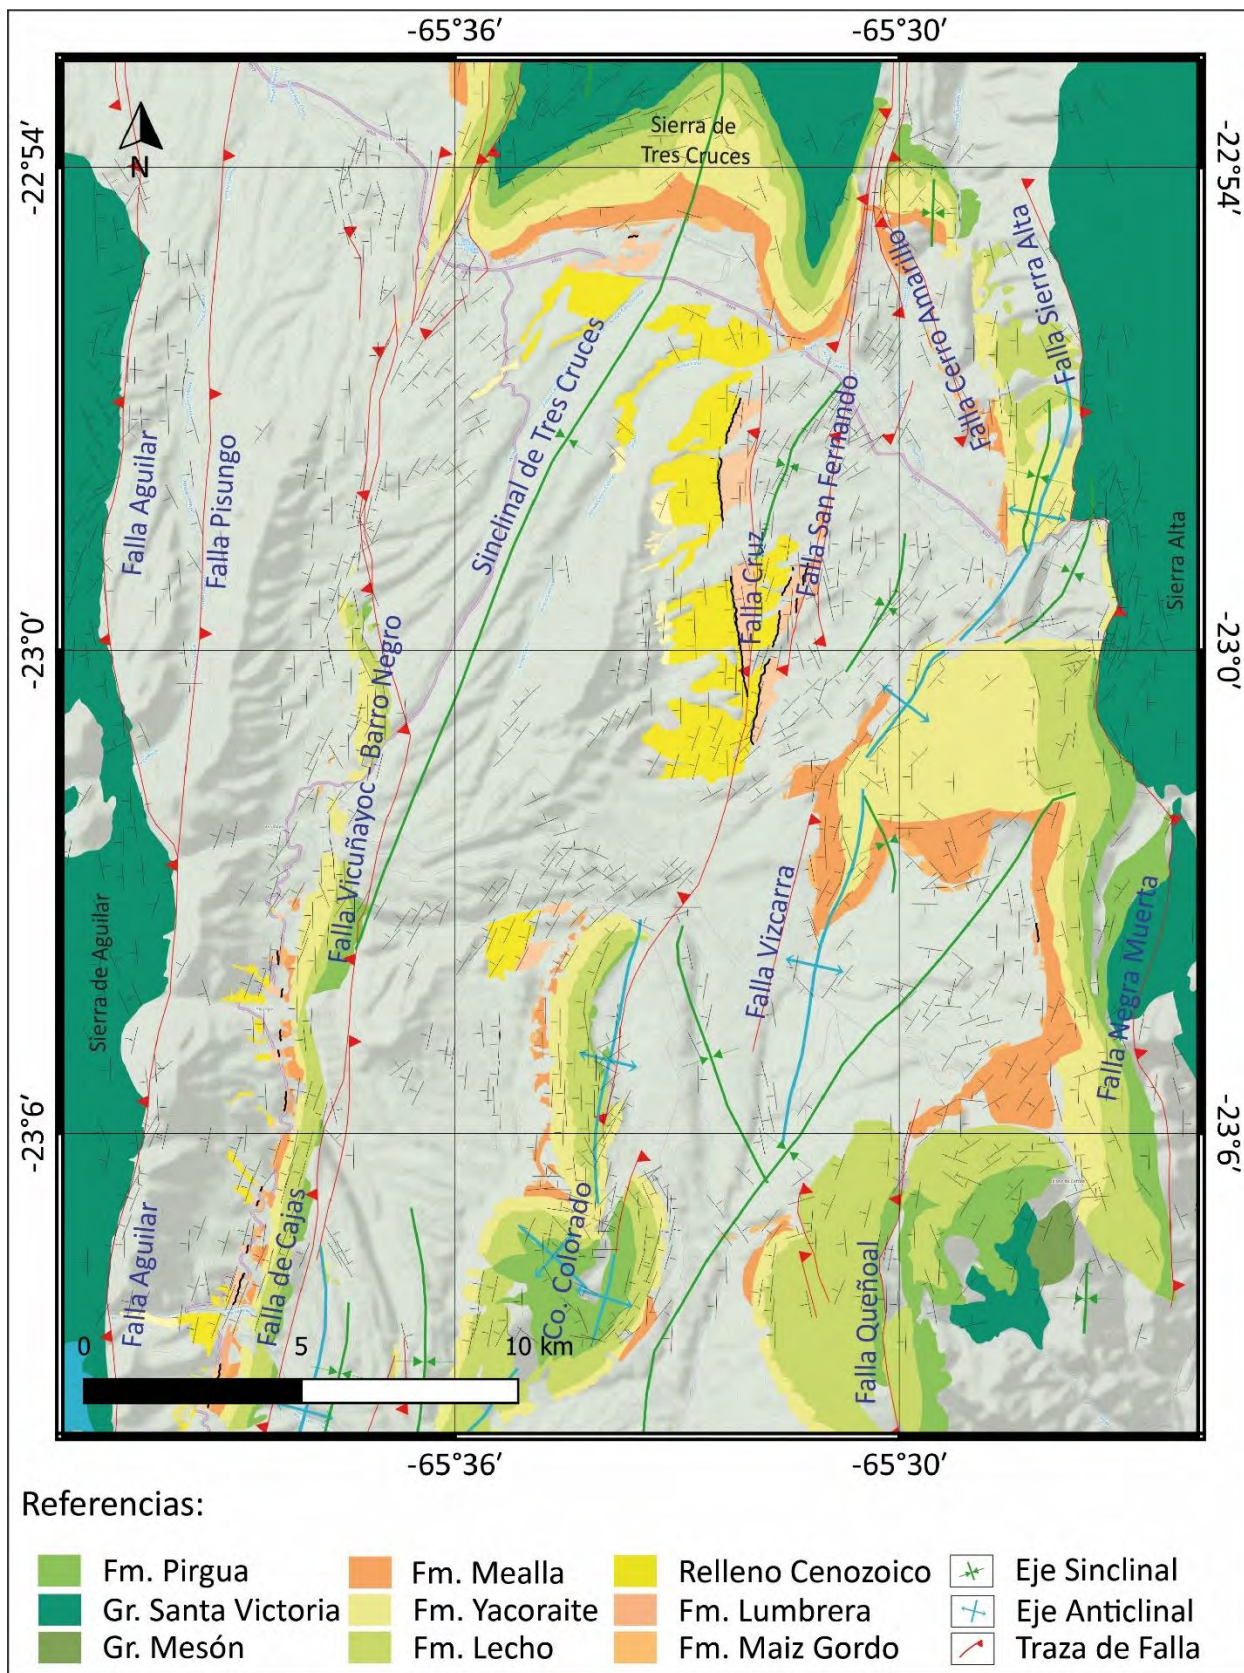 -65°36′
-65°30′
-22°54′
-22°54′
N
Sierra de
Tres Cruces
Falla Sierra Alta
Falla Cerro Amarillo
Falla Aguilar
Falla Pisungo
Sinclinal de Tres Cruces
Falla San Fernando
Falla Cruz
Sierra Alta
-23°0′
-23°0′
Falla Vicuñayoc - Barro Negro
Falla Vizcarra
Falla Negra Muerta
Sierra de Aguilar
-23°6′
-23°6′
Falla Aguilar
Falla de Cajas
Co. Colorado
Falla Queñoal
0
5
10 km
-65°36′
-65°30′
Referencias:
Fm. Pirgua
Fm. Mealla
Relleno Cenozoico
Eje Sinclinal
Gr. Santa Victoria
Fm. Yacoraite
Fm. Lumbrera
Eje Anticlinal
Gr. Mesón
Fm. Lecho
Fm. Maiz Gordo
Traza de Falla